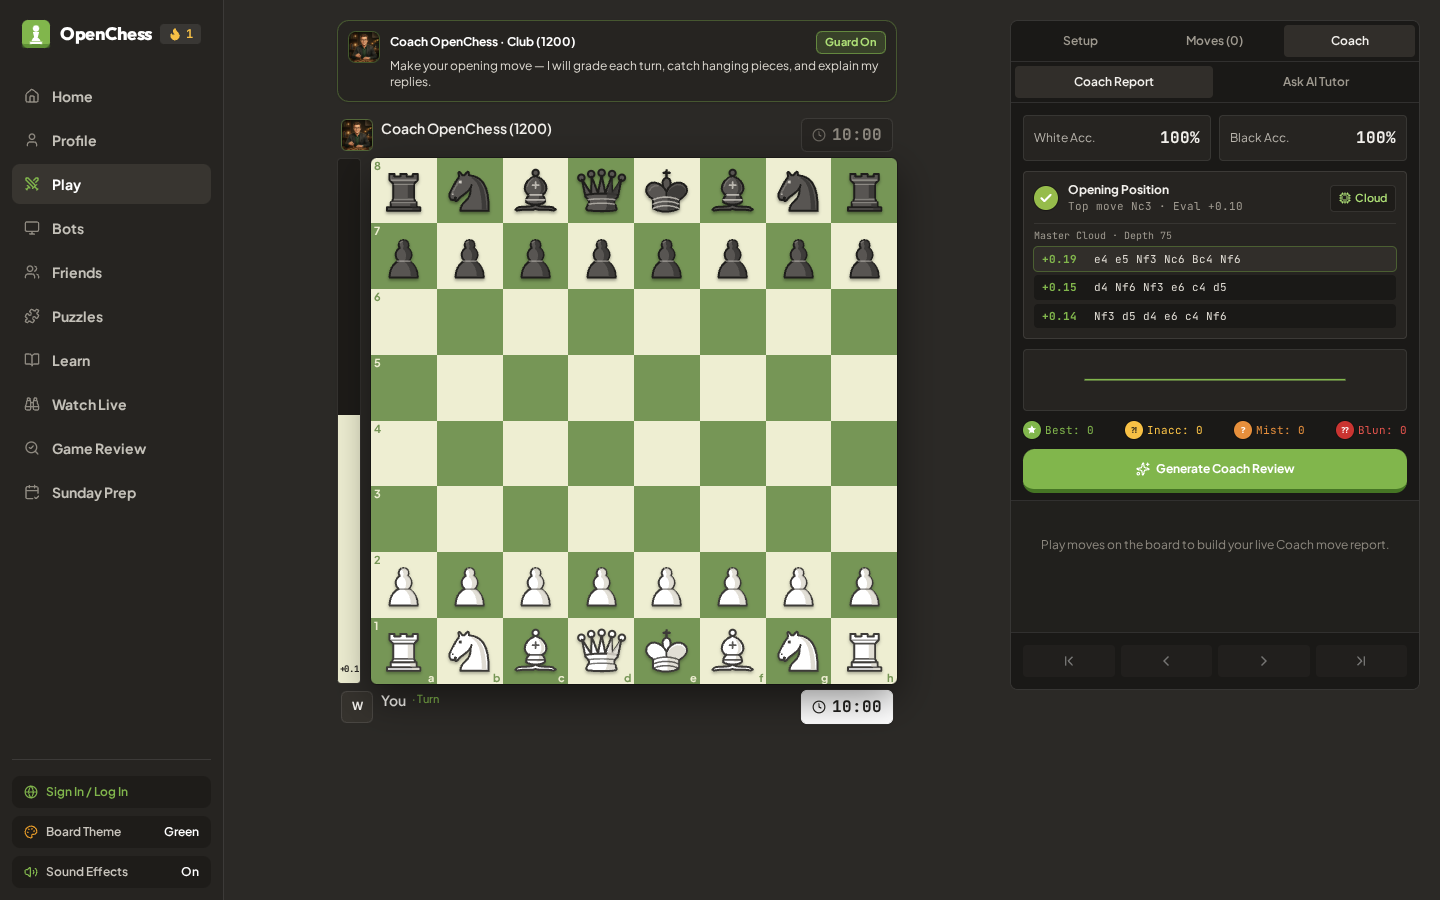 OpenChess
1
Home
Profile
Play
Bots
Friends
Puzzles
Learn
Watch Live
Game Review
Sunday Prep
Sign In / Log In
Board Theme Green
Sound Effects On
Coach OpenChess · Club (1200)
Guard On
Make your opening move — I will grade each turn, catch hanging pieces, and explain my
replies.
Coach OpenChess (1200)
10:00
8
7
6
5
4
3
2
1
a b c d e f g h
+0.1
W
You · Turn
10:00
Setup Moves (0) Coach
Coach Report Ask AI Tutor
White Acc. 100%
Black Acc. 100%
Opening Position
Top move Nc3 · Eval +0.10
Cloud
Master Cloud · Depth 75
+0.19 e4 e5 Nf3 Nc6 Bc4 Nf6
+0.15 d4 Nf6 Nf3 e6 c4 d5
+0.14 Nf3 d5 d4 e6 c4 Nf6
Best: 0 ?! Inacc: 0 ? Mist: 0 ?? Blun: 0
Generate Coach Review
Play moves on the board to build your live Coach move report.